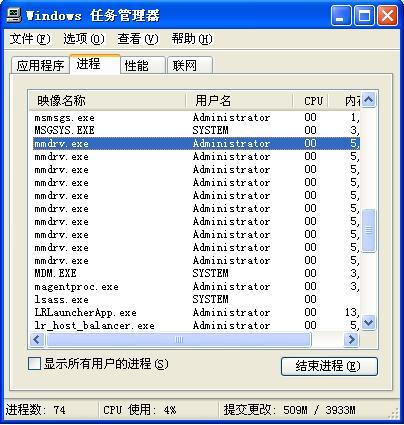 Windows 任务管理器
文件(F) 选项(O) 查看(V) 帮助(H)
应用程序 进程 性能 联网
映像名称 用户名 CPU 内存
msmsgs.exe Administrator 00 1,
MSGSYS.EXE SYSTEM 00 3,
mmdrv.exe Administrator 00 5,
mmdrv.exe Administrator 00 5,
mmdrv.exe Administrator 00 5,
mmdrv.exe Administrator 00 5,
mmdrv.exe Administrator 00 5,
mmdrv.exe Administrator 00 5,
mmdrv.exe Administrator 00 5,
mmdrv.exe Administrator 00 5,
mmdrv.exe Administrator 00 5,
mmdrv.exe Administrator 00 5,
MDM.EXE SYSTEM 00 3,
magentproc.exe Administrator 00 3,
lsass.exe SYSTEM 00
LRLauncherApp.exe Administrator 00 13,
lr_host_balancer.exe Administrator 00 5,
显示所有用户的进程(S) 结束进程(E)
进程数: 74 CPU 使用: 4% 提交更改: 509M / 3933M